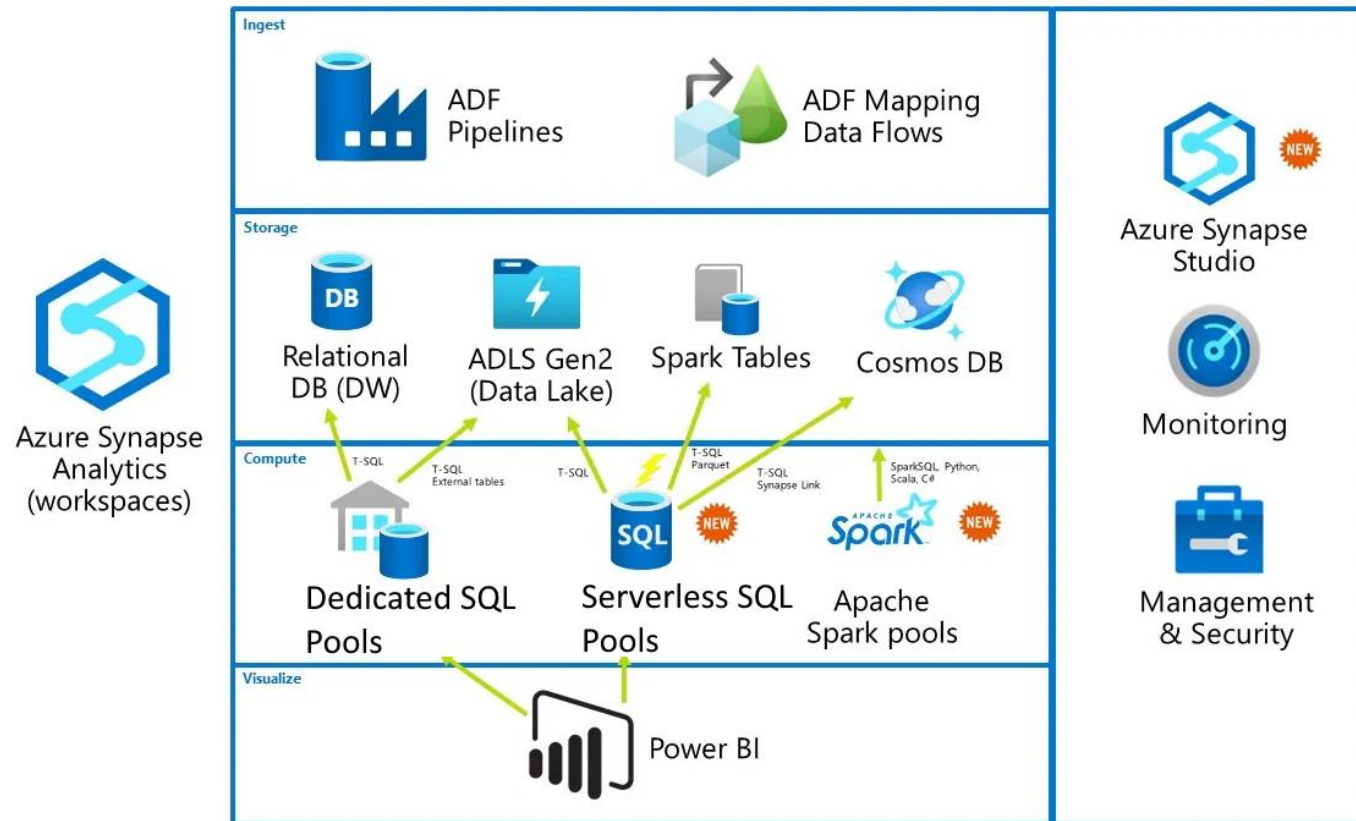 Ingest
ADF
Pipelines
ADF Mapping
Data Flows
NEW
Azure Synapse
Studio
Storage
DB
Relational
DB (DW)
ADLS Gen2
(Data Lake)
Spark Tables
Cosmos DB
Monitoring
Azure Synapse
Analytics
(workspaces)
Compute
T-SQL
T-SQL
External tables
T-SQL
T-SQL
Parquet
T-SQL
Synapse Link
SparkSQL, Python,
Scala, C#
SQL
NEW
APACHE
Spark
NEW
Dedicated SQL
Pools
Serverless SQL
Pools
Apache
Spark pools
Management
& Security
Visualize
Power BI